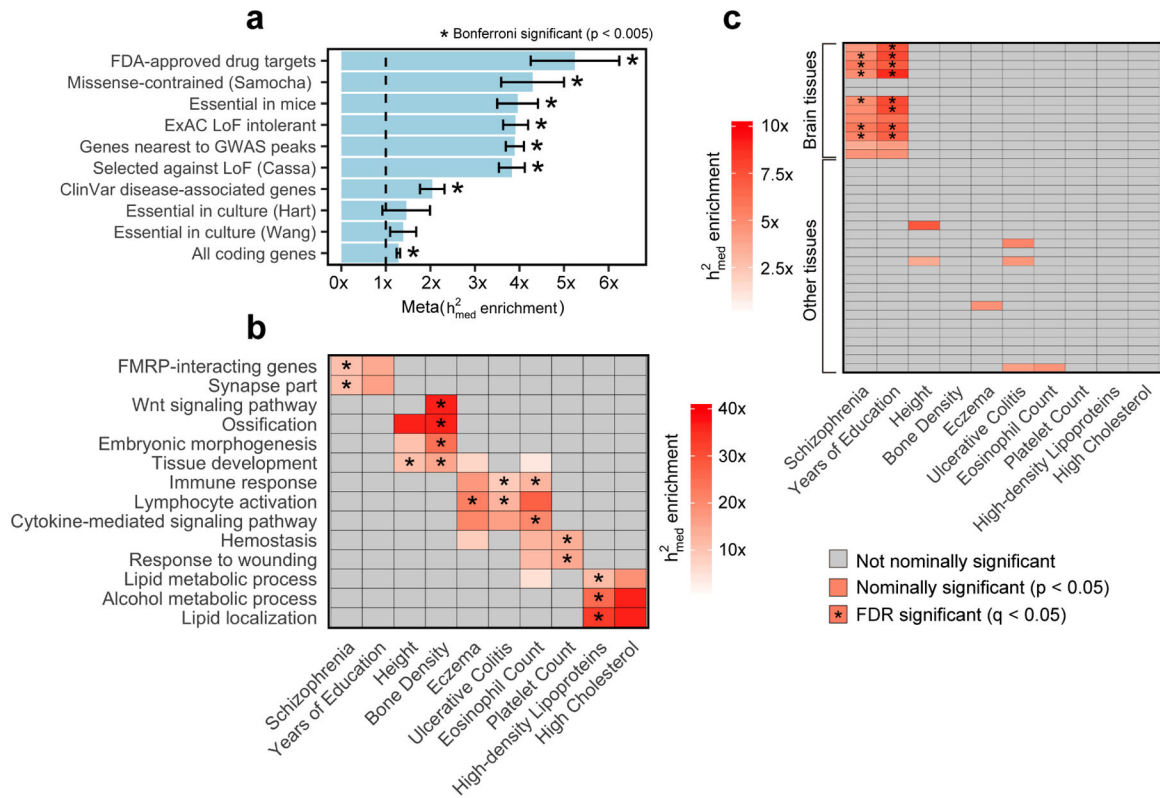 a
* Bonferroni significant (p < 0.005)
FDA-approved drug targets
Missense-contrained (Samocha)
Essential in mice
ExAC LoF intolerant
Genes nearest to GWAS peaks
Selected against LoF (Cassa)
ClinVar disease-associated genes
Essential in culture (Hart)
Essential in culture (Wang)
All coding genes
0x 1x 2x 3x 4x 5x 6x
Meta(h²med enrichment)
b
FMRP-interacting genes
Synapse part
Wnt signaling pathway
Ossification
Embryonic morphogenesis
Tissue development
Immune response
Lymphocyte activation
Cytokine-mediated signaling pathway
Hemostasis
Response to wounding
Lipid metabolic process
Alcohol metabolic process
Lipid localization
Schizophrenia
Years of Education
Height
Bone Density
Eczema
Ulcerative Colitis
Eosinophil Count
Platelet Count
High-density Lipoproteins
High Cholesterol
h²med enrichment
40x
30x
20x
10x
c
h²med enrichment
10x
7.5x
5x
2.5x
Brain tissues
Other tissues
Schizophrenia
Years of Education
Height
Bone Density
Eczema
Ulcerative Colitis
Eosinophil Count
Platelet Count
High-density Lipoproteins
High Cholesterol
Not nominally significant
Nominally significant (p < 0.05)
* FDR significant (q < 0.05)